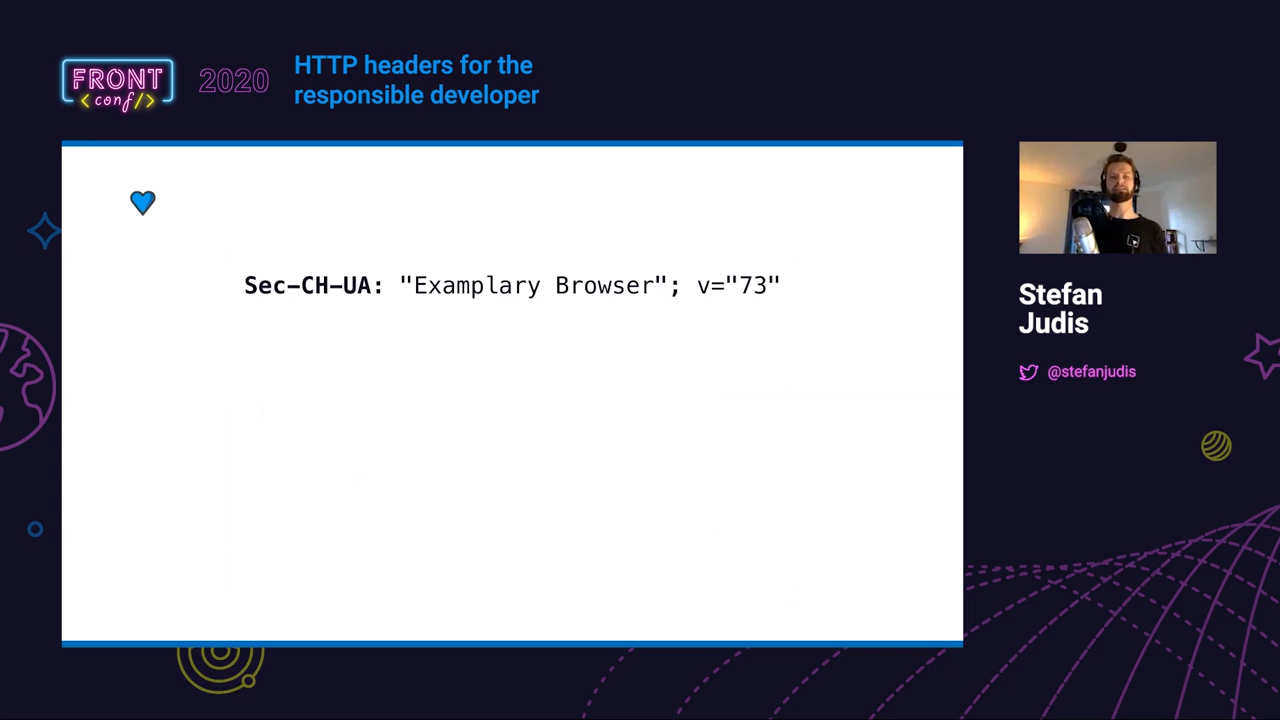 FRONT
<conf/>
2020
HTTP headers for the
responsible developer
Sec-CH-UA: "Examplary Browser"; v="73"
Stefan
Judis
@stefanjudis